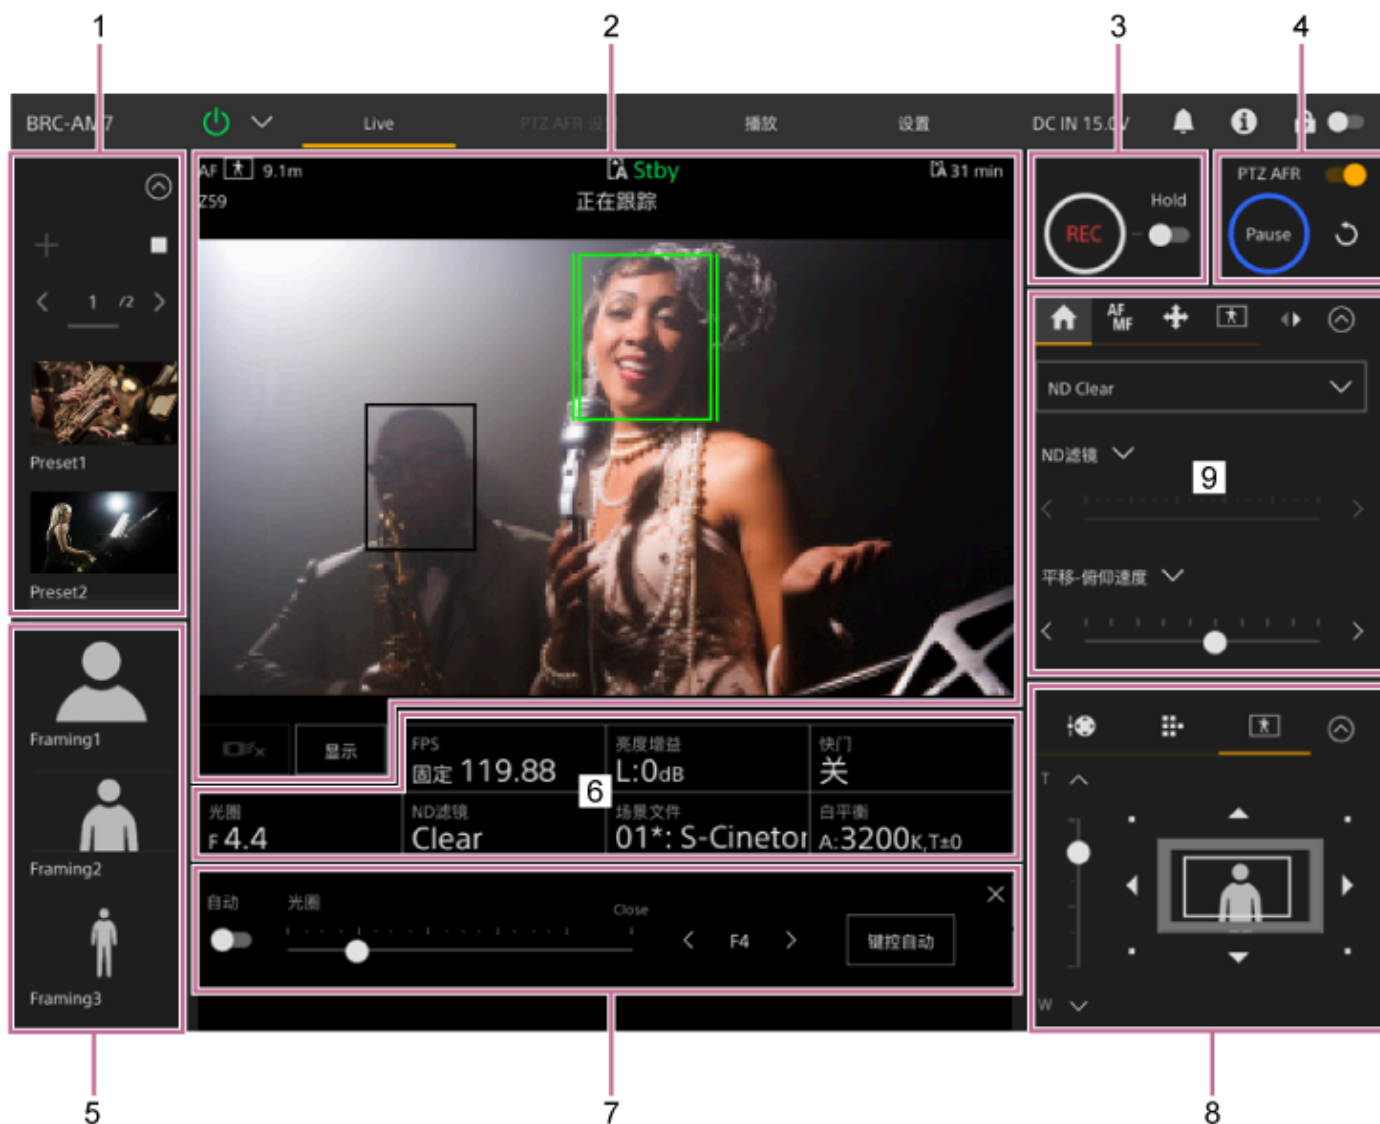 1 2 3 4
BRC-AM7 Live PTZ AFR 设置 播放 设置 DC IN 15.0V
AF 9.1m Stby 31 min
Z59 正在跟踪
PTZ AFR
REC Hold
Pause
1 /2
AF MF
ND Clear
ND滤镜
9
Preset1
平移-俯仰速度
Preset2
Framing1
显示
FPS 亮度增益 快门
固定 119.88 L:0dB 关
6
光圈 ND滤镜 场景文件 白平衡
F 4.4 Clear 01*: S-Cinetor A:3200K,T±0
T
Framing2
自动 光圈 Close
F4 键控自动
Framing3
W
5 7 8